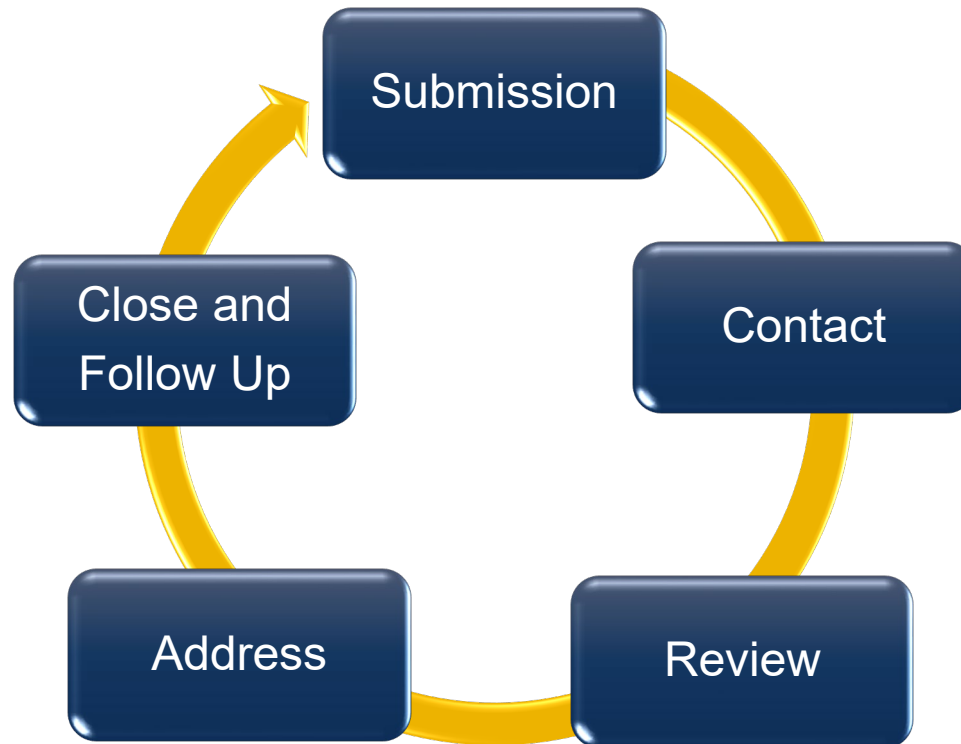 Submission
Contact
Review
Address
Close and
Follow Up